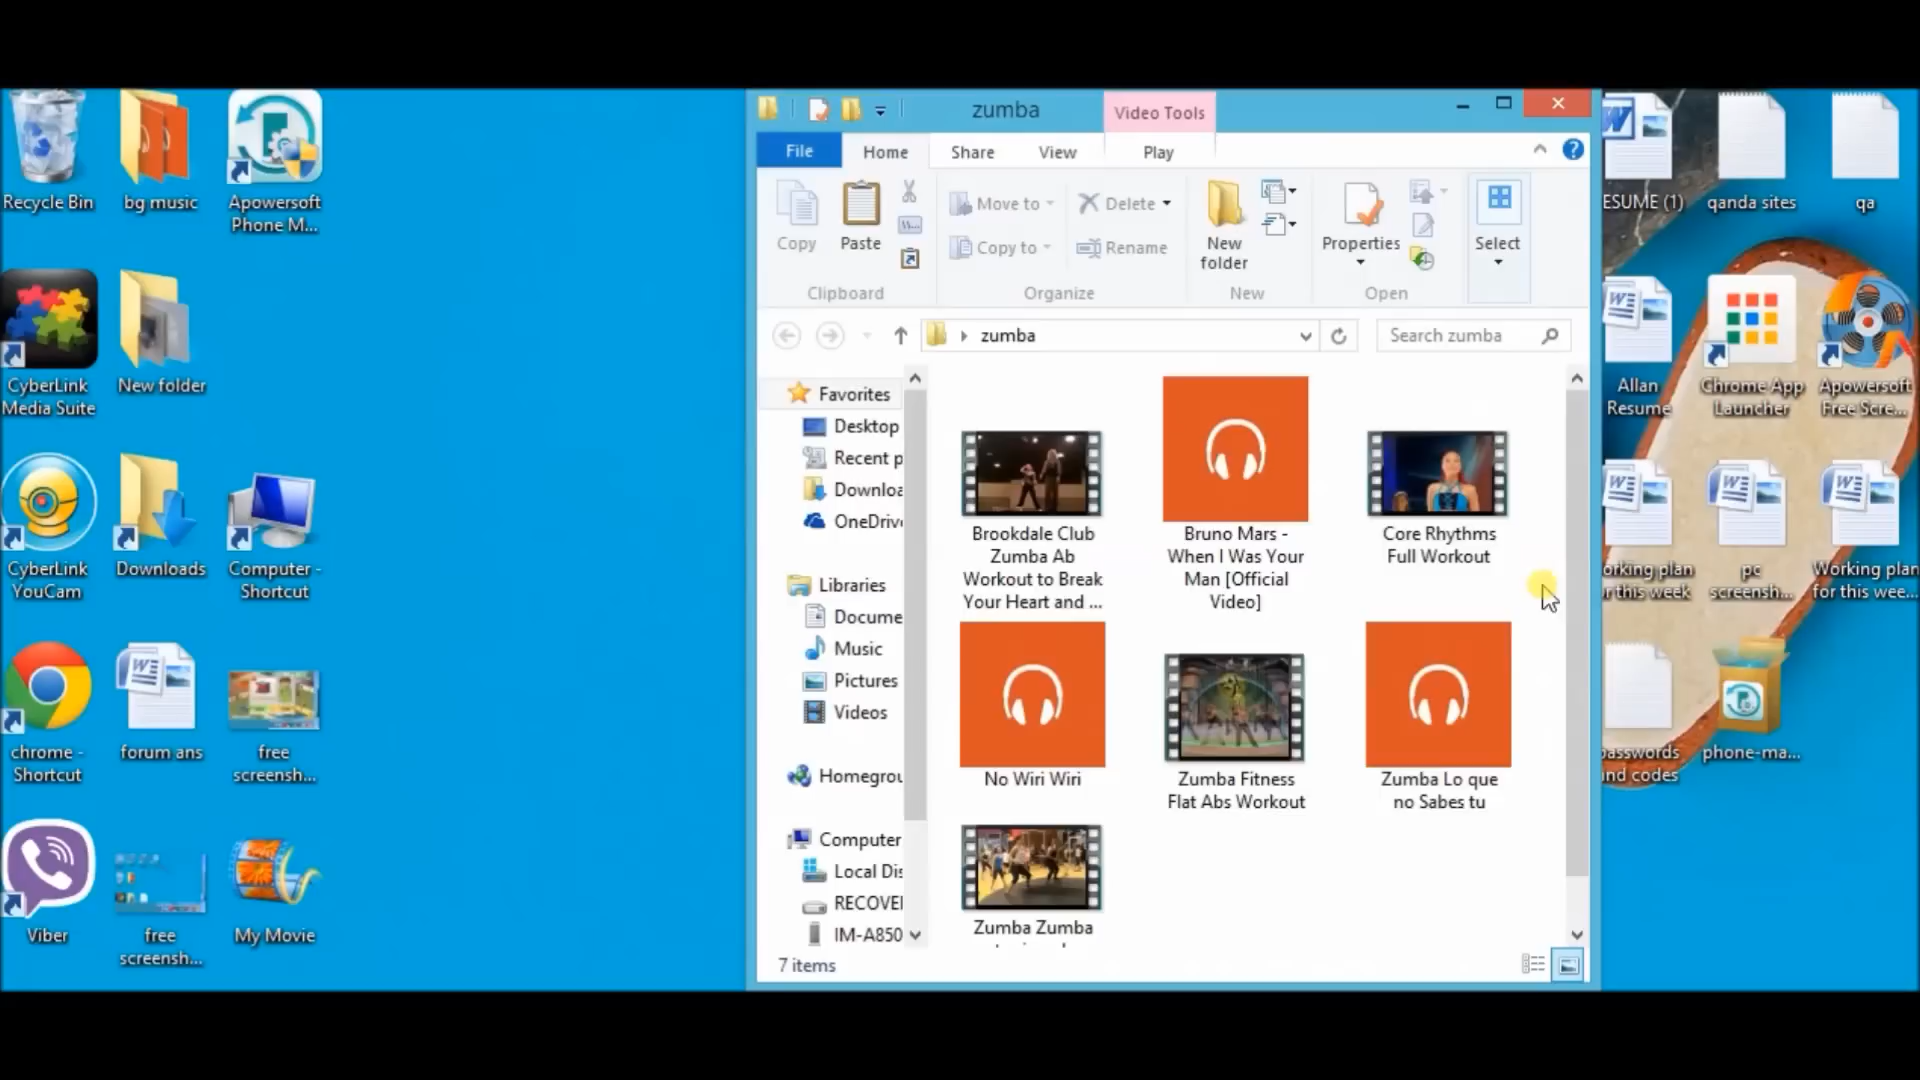 Recycle Bin
bg music
Apowersoft
Phone M...
CyberLink
Media Suite
New folder
CyberLink
YouCam
Downloads
Computer -
Shortcut
chrome -
Shortcut
forum ans
free
screensh...
Viber
free
screensh...
My Movie
zumba
Video Tools
File
Home
Share
View
Play
Copy
Paste
Move to
Copy to
Delete
Rename
New
folder
Properties
Select
Clipboard
Organize
New
Open
zumba
Search zumba
Favorites
Desktop
Recent p
Downloa
OneDriv
Libraries
Docume
Music
Pictures
Videos
Homegrou
Computer
Local Dis
RECOVE
IM-A850
Brookdale Club
Zumba Ab
Workout to Break
Your Heart and ...
Bruno Mars -
When I Was Your
Man [Official
Video]
Core Rhythms
Full Workout
No Wiri Wiri
Zumba Fitness
Flat Abs Workout
Zumba Lo que
no Sabes tu
Zumba Zumba
7 items
ESUME (1)
qanda sites
qa
Allan
Resume
Chrome App
Launcher
Apowersoft
Free Scre...
orking plan
r this week
pc
screensh...
Working plan
for this wee...
passwords
nd codes
phone-ma...